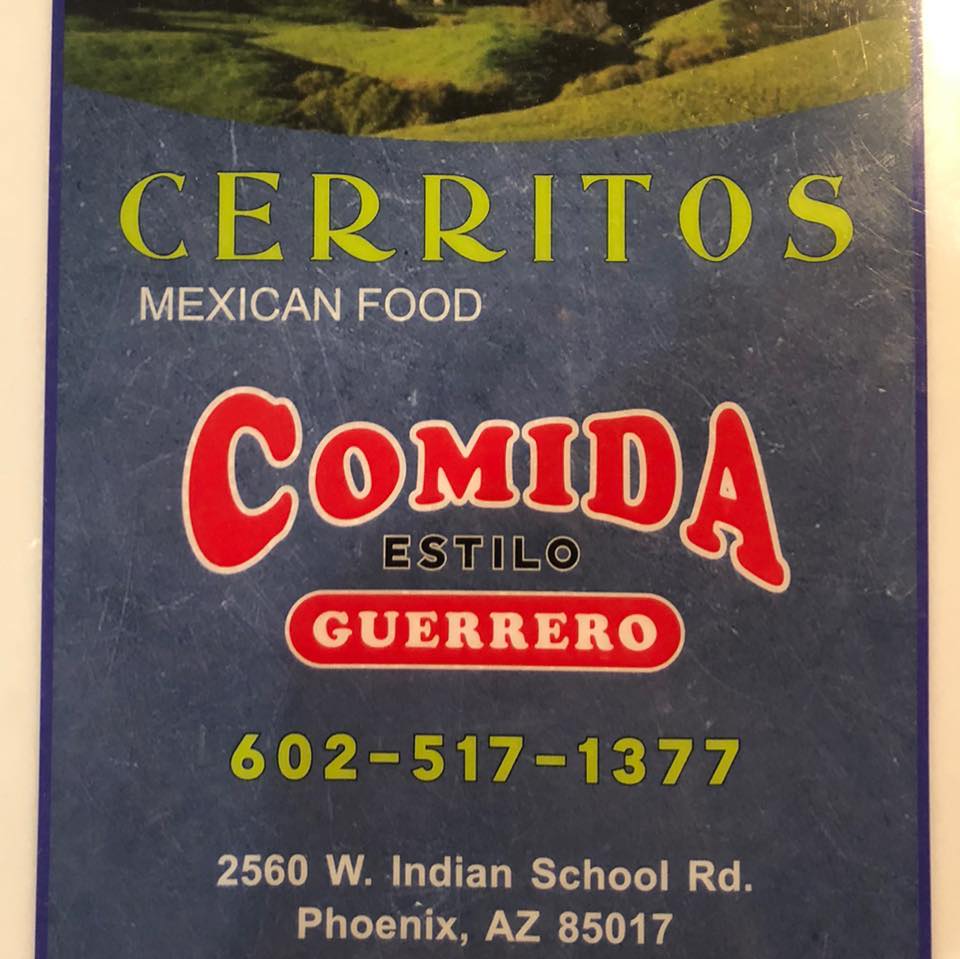 CERRITOS
MEXICAN FOOD
COMIDA
ESTILO
GUERRERO
602-517-1377
2560 W. Indian School Rd.
Phoenix, AZ 85017